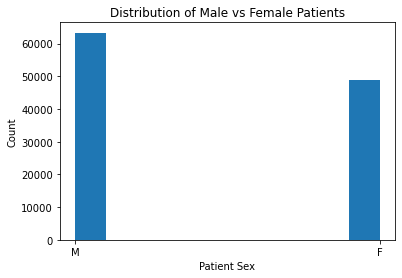 Distribution of Male vs Female Patients
60000
50000
40000
30000
20000
10000
0
Count
M
F
Patient Sex